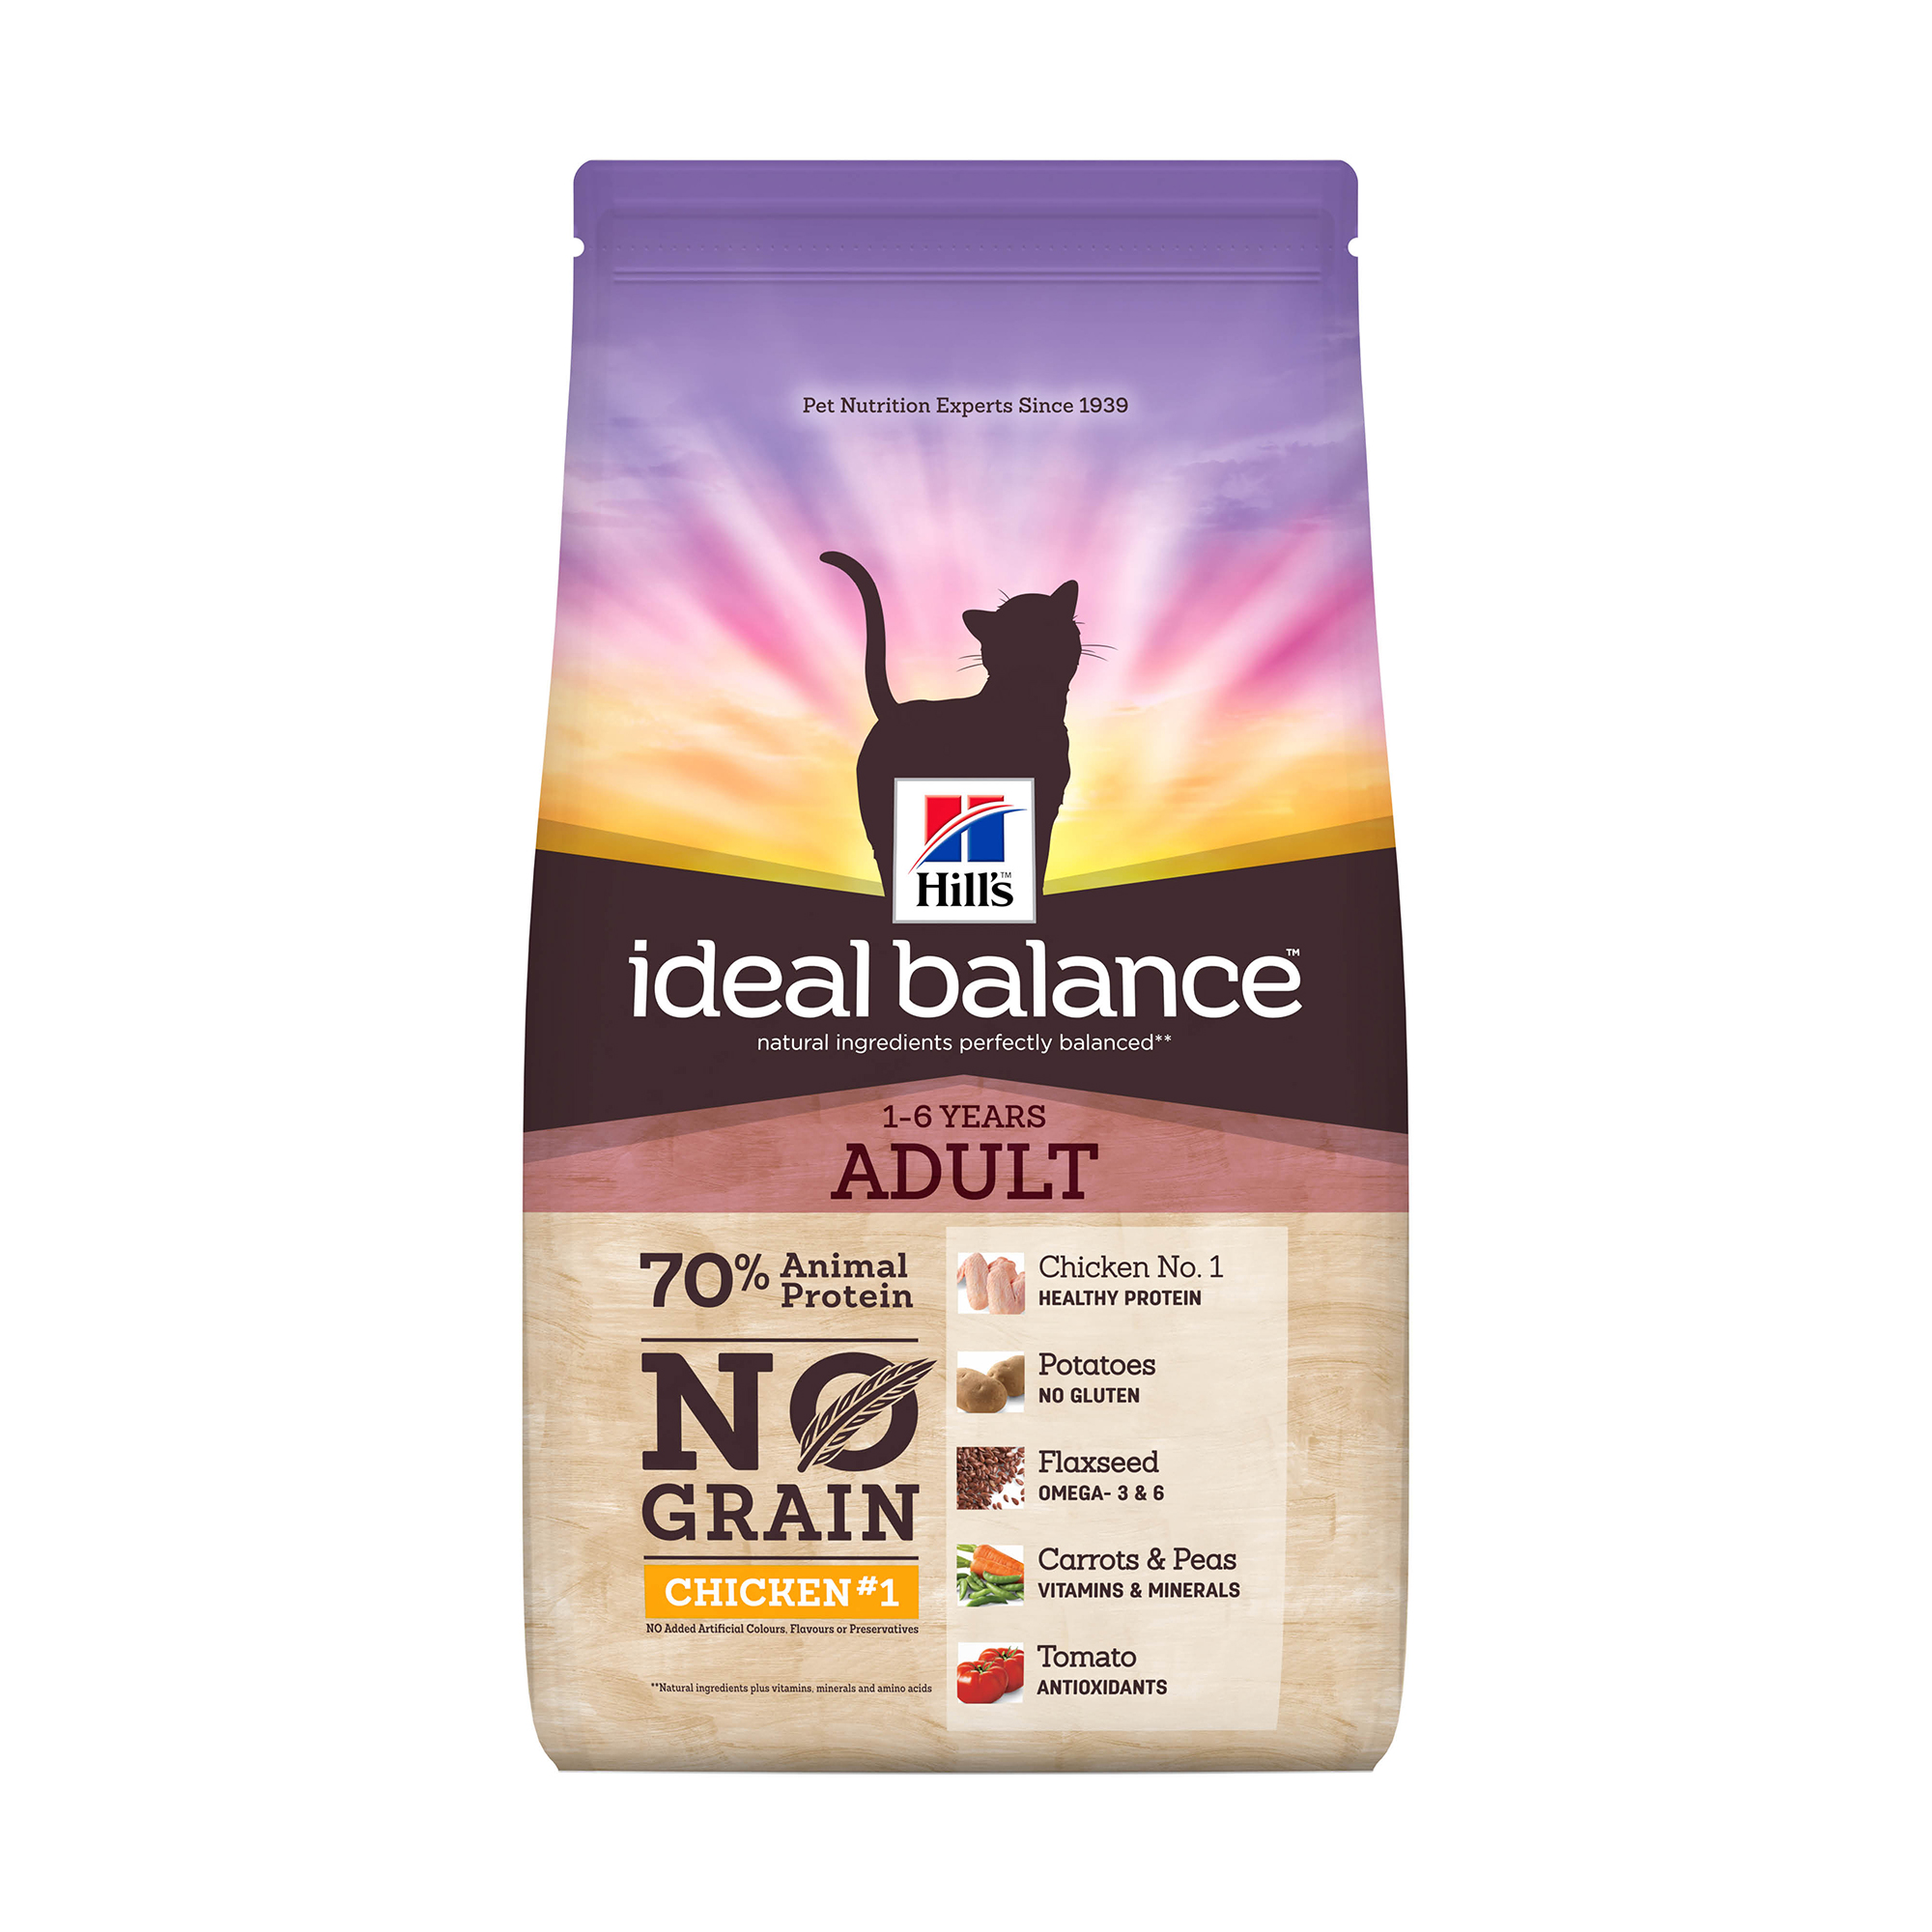 Pet Nutrition Experts Since 1939
Hill's™
ideal balance™
natural ingredients perfectly balanced**
1-6 YEARS
ADULT
70% Animal
Protein
NO
GRAIN
CHICKEN #1
NO Added Artificial Colours, Flavours or Preservatives
**Natural ingredients plus vitamins, minerals and amino acids
Chicken No. 1
HEALTHY PROTEIN
Potatoes
NO GLUTEN
Flaxseed
OMEGA- 3 & 6
Carrots & Peas
VITAMINS & MINERALS
Tomato
ANTIOXIDANTS